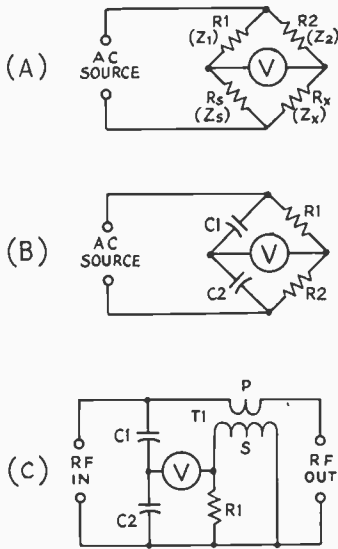 (A)
AC
SOURCE
R1
(Z1)
R2
(Z2)
V
RS
(ZS)
RX
(ZX)
(B)
AC
SOURCE
C1
R1
V
C2
R2
(C)
RF
IN
C1
C2
V
T1
P
S
R1
RF
OUT